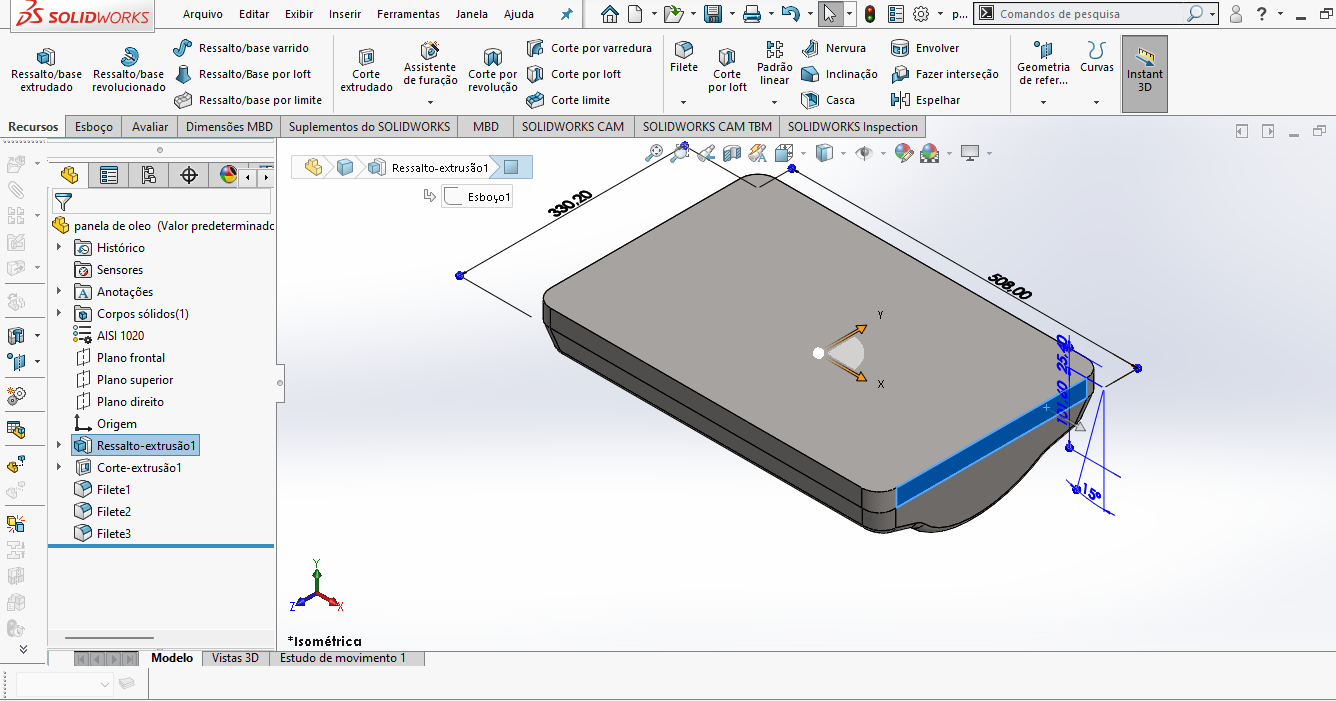 SOLIDWORKS
Arquivo Editar Exibir Inserir Ferramentas Janela Ajuda
p...
Comandos de pesquisa
?
Ressalto/base extrudado
Ressalto/base revolucionado
Ressalto/base varrido
Ressalto/Base por loft
Ressalto/base por limite
Corte extrudado
Assistente de furação
Corte por revolução
Corte por varredura
Corte por loft
Corte limite
Filete
Corte por loft
Padrão linear
Nervura
Inclinação
Casca
Envolver
Fazer interseção
Espelhar
Geometria de refer...
Curvas
Instant 3D
Recursos Esboço Avaliar Dimensões MBD Suplementos do SOLIDWORKS MBD SOLIDWORKS CAM SOLIDWORKS CAM TBM SOLIDWORKS Inspection
Ressalto-extrusão1
Esboço1
panela de oleo (Valor predeterminado
Histórico
Sensores
Anotações
Corpos sólidos(1)
AISI 1020
Plano frontal
Plano superior
Plano direito
Origem
Ressalto-extrusão1
Corte-extrusão1
Filete1
Filete2
Filete3
330,20
508,00
25,40
101,60
15°
Y
X
Y
Z
X
*Isométrica
Modelo Vistas 3D Estudo de movimento 1